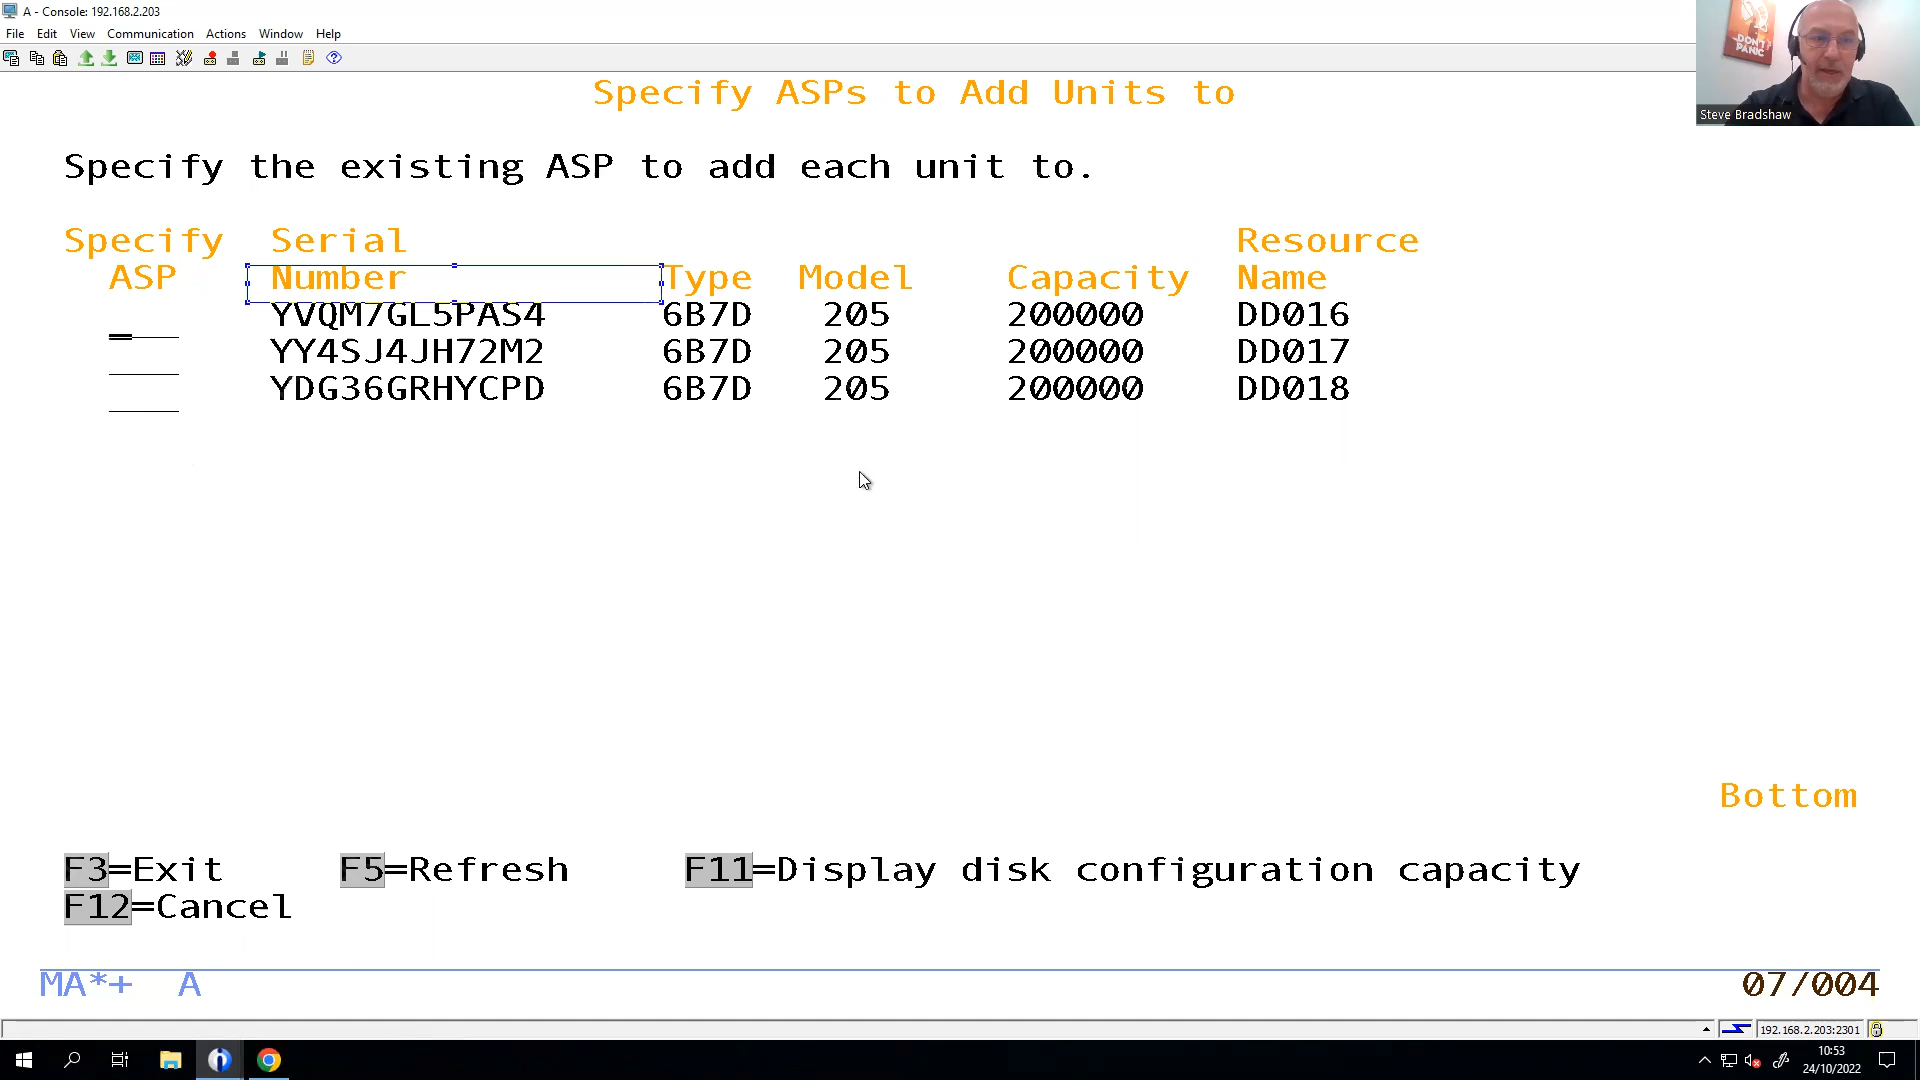 A - Console: 192.168.2.203
File Edit View Communication Actions Window Help
DON'T
PANIC
Steve Bradshaw
Specify ASPs to Add Units to
Specify the existing ASP to add each unit to.
Specify Serial Resource
ASP Number Type Model Capacity Name
YVQM7GL5PAS4 6B7D 205 200000 DD016
YY4SJ4JH72M2 6B7D 205 200000 DD017
YDG36GRHYCPD 6B7D 205 200000 DD018
Bottom
F3=Exit F5=Refresh F11=Display disk configuration capacity
F12=Cancel
MA*+ A 07/004
192.168.2.203:2301
10:53
24/10/2022